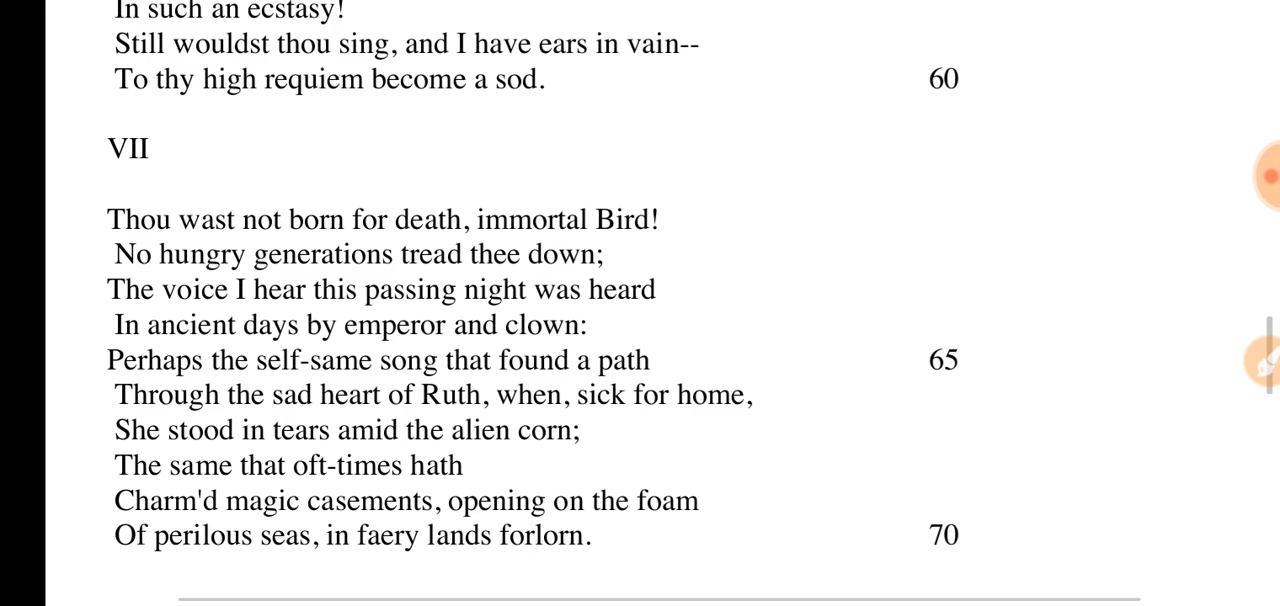 In such an ecstasy!
Still wouldst thou sing, and I have ears in vain--
To thy high requiem become a sod. 60
VII
Thou wast not born for death, immortal Bird!
No hungry generations tread thee down;
The voice I hear this passing night was heard
In ancient days by emperor and clown:
Perhaps the self-same song that found a path 65
Through the sad heart of Ruth, when, sick for home,
She stood in tears amid the alien corn;
The same that oft-times hath
Charm'd magic casements, opening on the foam
Of perilous seas, in faery lands forlorn. 70